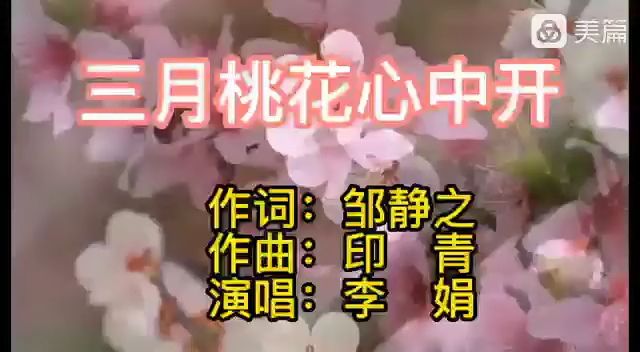 美篇
三月桃花心中开
作词：邹静之
作曲：印 青
演唱：李 娟